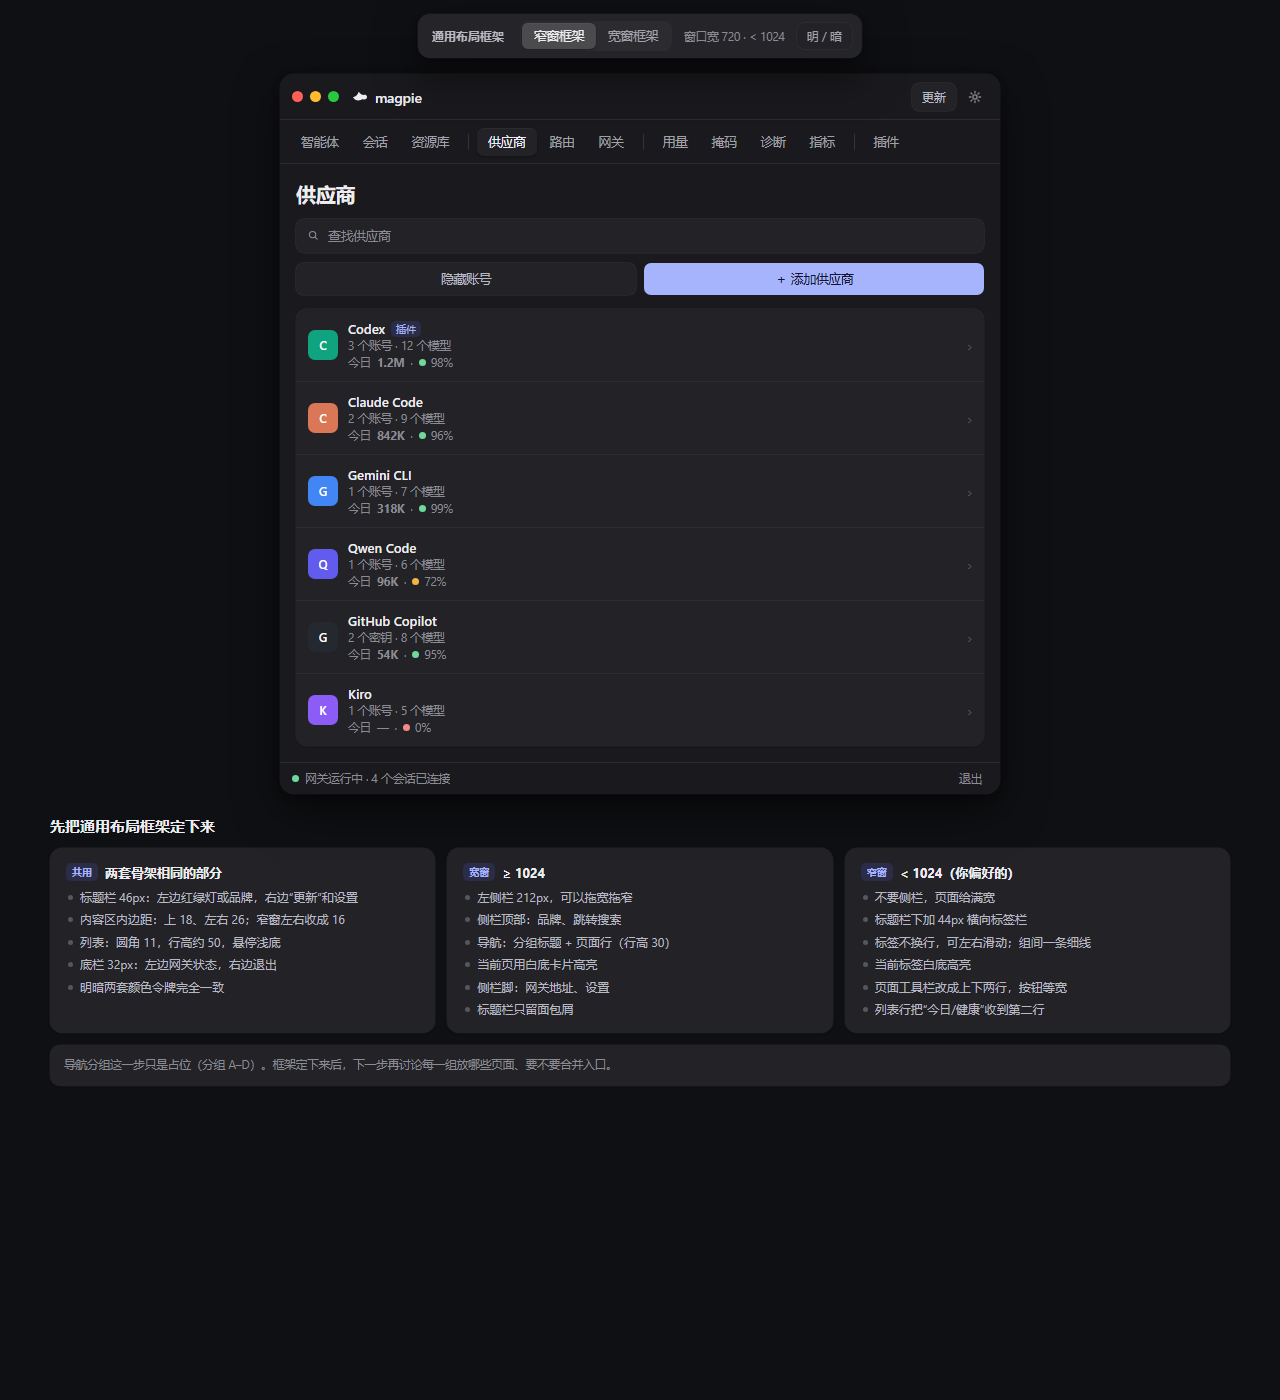 通用布局框架 窄窗框架 宽窗框架 窗口宽 720 · < 1024 明 / 暗
magpie 更新
智能体 会话 资源库 供应商 路由 网关 用量 掩码 诊断 指标 插件
供应商
查找供应商
隐藏账号 + 添加供应商
C Codex 插件
3 个账号 · 12 个模型
今日 1.2M · 98%
C Claude Code
2 个账号 · 9 个模型
今日 842K · 96%
G Gemini CLI
1 个账号 · 7 个模型
今日 318K · 99%
Q Qwen Code
1 个账号 · 6 个模型
今日 96K · 72%
G GitHub Copilot
2 个密钥 · 8 个模型
今日 54K · 95%
K Kiro
1 个账号 · 5 个模型
今日 — · 0%
网关运行中 · 4 个会话已连接 退出
先把通用布局框架定下来
共用 两套骨架相同的部分
标题栏 46px：左边红绿灯或品牌，右边“更新”和设置
内容区内边距：上 18、左右 26；窄窗左右收成 16
列表：圆角 11，行高约 50，悬停浅底
底栏 32px：左边网关状态，右边退出
明暗两套颜色令牌完全一致
宽窗 ≥ 1024
左侧栏 212px，可以拖宽拖窄
侧栏顶部：品牌、跳转搜索
导航：分组标题 + 页面行（行高 30）
当前页用白底卡片高亮
侧栏脚：网关地址、设置
标题栏只留面包屑
窄窗 < 1024（你偏好的）
不要侧栏，页面给满宽
标题栏下加 44px 横向标签栏
标签不换行，可左右滑动；组间一条细线
当前标签白底高亮
页面工具栏改成上下两行，按钮等宽
列表行把“今日/健康”收到第二行
导航分组这一步只是占位（分组 A–D）。框架定下来后，下一步再讨论每一组放哪些页面、要不要合并入口。